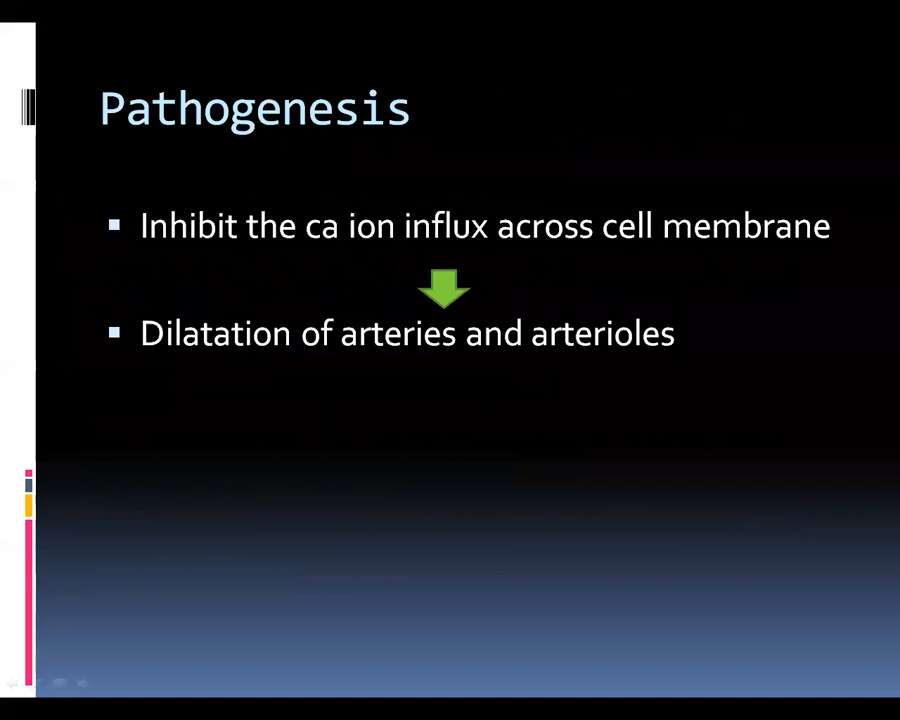 Pathogenesis
Inhibit the ca ion influx across cell membrane
Dilatation of arteries and arterioles